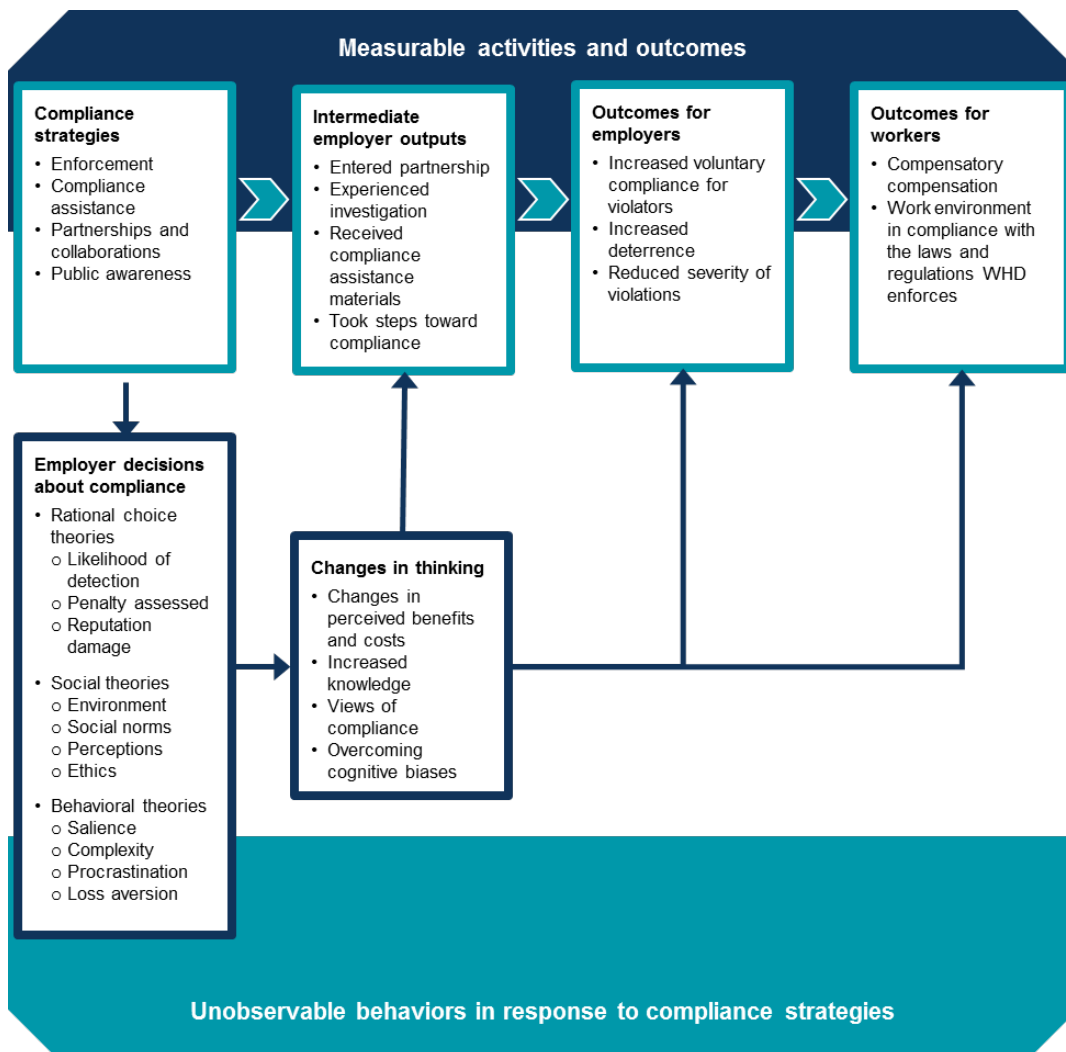 Measurable activities and outcomes
Compliance
strategies
• Enforcement
• Compliance
assistance
• Partnerships and
collaborations
• Public awareness
Intermediate
employer outputs
• Entered partnership
• Experienced
investigation
• Received
compliance
assistance
materials
• Took steps toward
compliance
Outcomes for
employers
• Increased voluntary
compliance for
violators
• Increased
deterrence
• Reduced severity of
violations
Outcomes for
workers
• Compensatory
compensation
• Work environment
in compliance with
the laws and
regulations WHD
enforces
Employer decisions
about compliance
• Rational choice
theories
o Likelihood of
detection
o Penalty assessed
o Reputation
damage
• Social theories
o Environment
o Social norms
o Perceptions
o Ethics
• Behavioral theories
o Salience
o Complexity
o Procrastination
o Loss aversion
Changes in thinking
• Changes in
perceived benefits
and costs
• Increased
knowledge
• Views of
compliance
• Overcoming
cognitive biases
Unobservable behaviors in response to compliance strategies